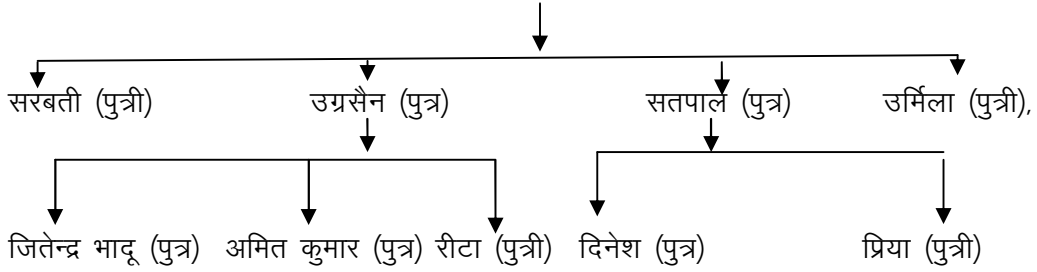 सरबती (पुत्री) उग्रसैन (पुत्र) सतपाल (पुत्र) उर्मिला (पुत्री),
जितेन्द्र भादू (पुत्र) अमित कुमार (पुत्र) रीटा (पुत्री) दिनेश (पुत्र) प्रिया (पुत्री)